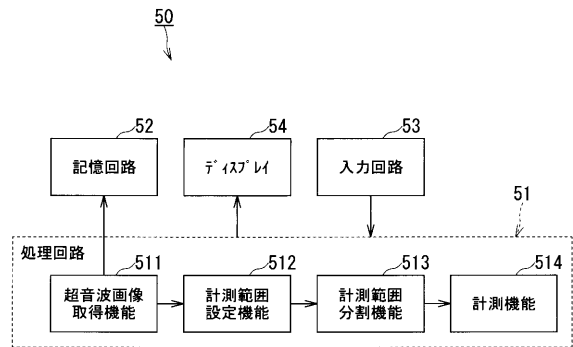 50
52
54
53
記憶回路
ディスプレイ
入力回路
51
処理回路
511
512
513
514
超音波画像
取得機能
計測範囲
設定機能
計測範囲
分割機能
計測機能